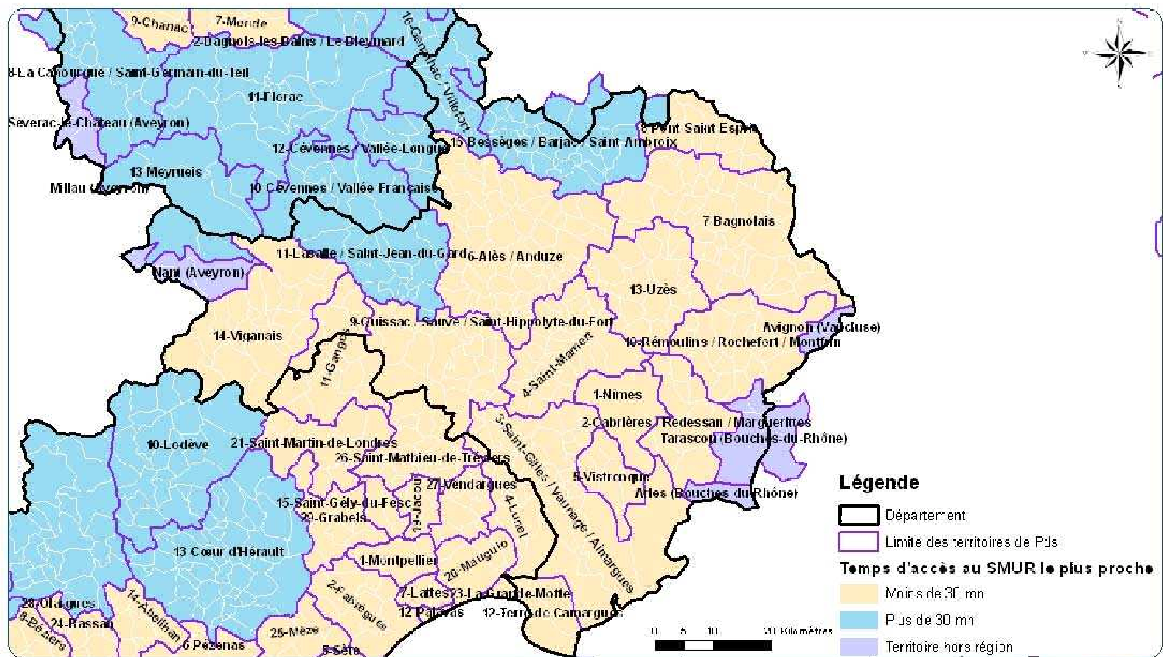 9-Chanac
7-Mende
16-Génolhac / Villefort
2-Bagnols-les-Bains / Le Bleymard
8-La Canourgue / Saint-Germain-du-Teil
11-Florac
Séverac-le-Château (Aveyron)
8 Pont Saint Esprit
15 Bessèges / Barjac / Saint Ambroix
12-Cévennes / Vallée-Longue
13 Meyrueis
Millau (Aveyron)
10 Cévennes / Vallée Française
7-Bagnolais
11-Lasalle / Saint-Jean-du-Gard
6-Alès / Anduze
Nant (Aveyron)
13-Uzès
9-Quissac / Sauve / Saint-Hippolyte-du-Fort
Avignon (Vaucluse)
14-Viganais
10-Rémoulins / Rochefort / Montfrin
11-Ganges
4-Saint-Mamert
1-Nîmes
2-Cabrières / Redessan / Marguerittes
Tarascon (Bouches-du-Rhône)
10-Lodève
21-Saint-Martin-de-Londres
26-Saint-Mathieu-de-Tréviers
3-Saint-Gilles / Vaunage / Aimargues
5-Vistrenque
27-Vendargues
Arles (Bouches du Rhône)
15-Saint-Gély-du-Fesc
-Grabels
-Jacou
4-Lunel
13 Cœur d'Hérault
1-Montpellier
20-Mauguio
2-Fabrègues
7-Lattes
23-La Grande-Motte
12 Palavas
12-Terre de Camargue
28-Olargues
24-Bassan
8-Béziers
14-Abeilhan
6 Pézenas
25-Mèze
5-Sète
Légende
Département
Limite des territoires de Pds
Temps d'accès au SMUR le plus proche
Moins de 30 mn
Plus de 30 mn
Territoire hors région
0 5 10 20 Kilomètres